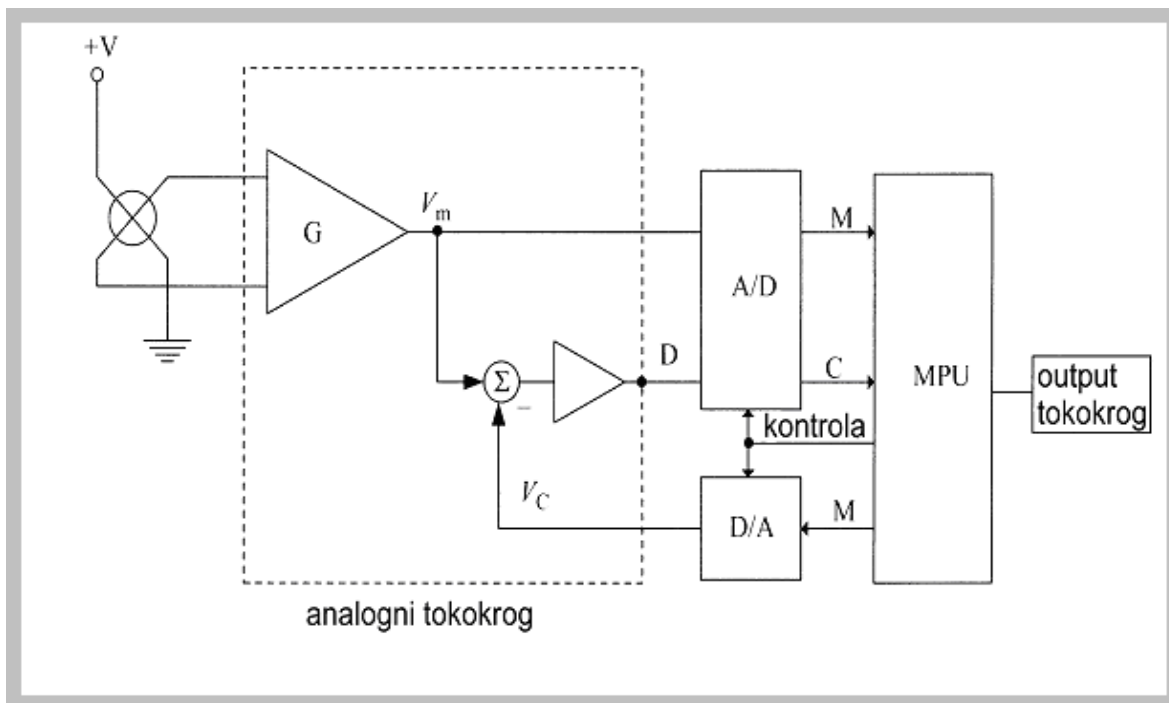 +V
G
Vm
Σ
−
D
VC
A/D
M
C
kontrola
D/A
M
MPU
output
tokokrog
analogni tokokrog